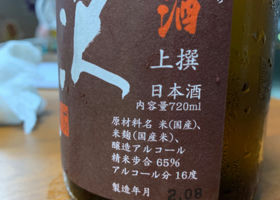 酒
上撰
日本酒
内容量720ml
原材料名 米(国産)、
米麹(国産米)、
醸造アルコール
精米歩合 65%
アルコール分 16度
製造年月 2.08